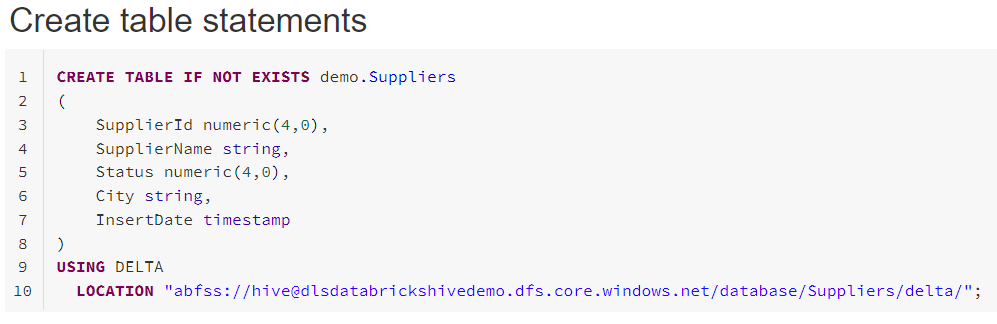 Create table statements
1 CREATE TABLE IF NOT EXISTS demo.Suppliers
2 (
3 SupplierId numeric(4,0),
4 SupplierName string,
5 Status numeric(4,0),
6 City string,
7 InsertDate timestamp
8 )
9 USING DELTA
10 LOCATION "abfss://hive@dlsdatabrickshivedemo.dfs.core.windows.net/database/Suppliers/delta/";